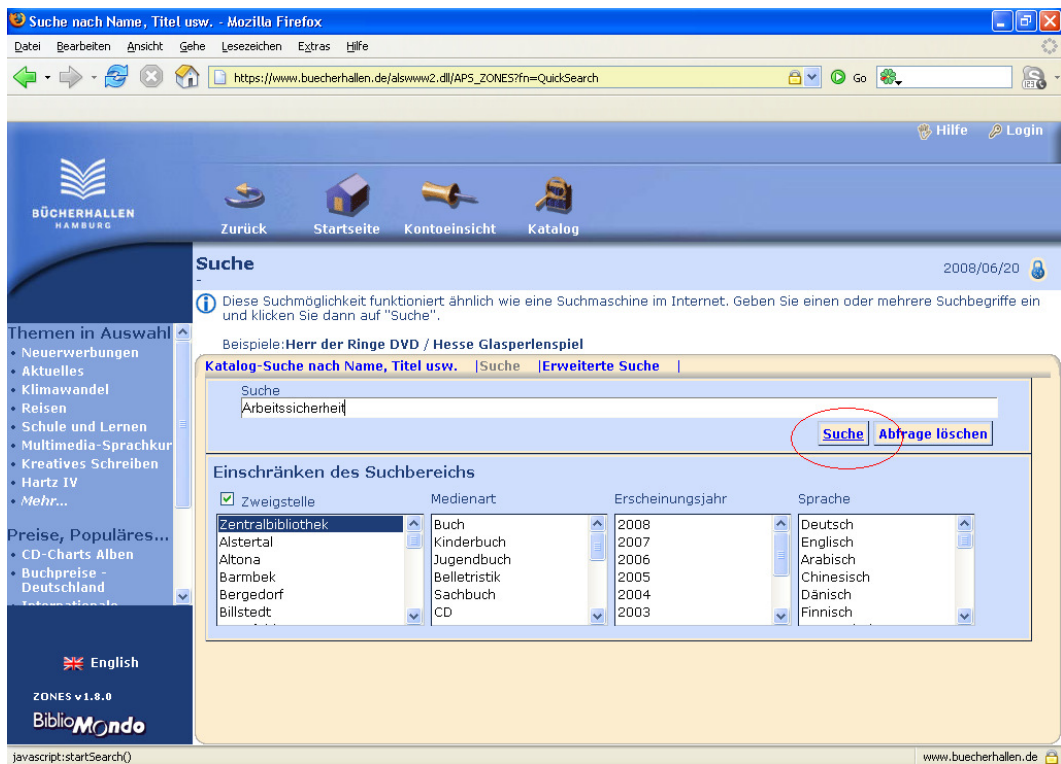 Suche nach Name, Titel usw. - Mozilla Firefox
Datei Bearbeiten Ansicht Gehe Lesezeichen Extras Hilfe
https://www.buecherhallen.de/alswww2.dll/APS_ZONES?fn=QuickSearch
Go
Hilfe Login
BÜCHERHALLEN
HAMBURG
Zurück Startseite Kontoeinsicht Katalog
Suche
-
2008/06/20
Diese Suchmöglichkeit funktioniert ähnlich wie eine Suchmaschine im Internet. Geben Sie einen oder mehrere Suchbegriffe ein
und klicken Sie dann auf "Suche".
Beispiele:Herr der Ringe DVD / Hesse Glasperlenspiel
Themen in Auswahl
• Neuerwerbungen
• Aktuelles
• Klimawandel
• Reisen
• Schule und Lernen
• Multimedia-Sprachkur
• Kreatives Schreiben
• Hartz IV
• Mehr...
Preise, Populäres...
• CD-Charts Alben
• Buchpreise -
Deutschland
• Internationale
English
ZONES v1.8.0
BiblioMondo
Katalog-Suche nach Name, Titel usw. |Suche |Erweiterte Suche |
Suche
Arbeitssicherheit
Suche Abfrage löschen
Einschränken des Suchbereichs
Zweigstelle
Zentralbibliothek
Alstertal
Altona
Barmbek
Bergedorf
Billstedt
Medienart
Buch
Kinderbuch
Jugendbuch
Belletristik
Sachbuch
CD
Erscheinungsjahr
2008
2007
2006
2005
2004
2003
Sprache
Deutsch
Englisch
Arabisch
Chinesisch
Dänisch
Finnisch
javascript:startSearch()
www.buecherhallen.de